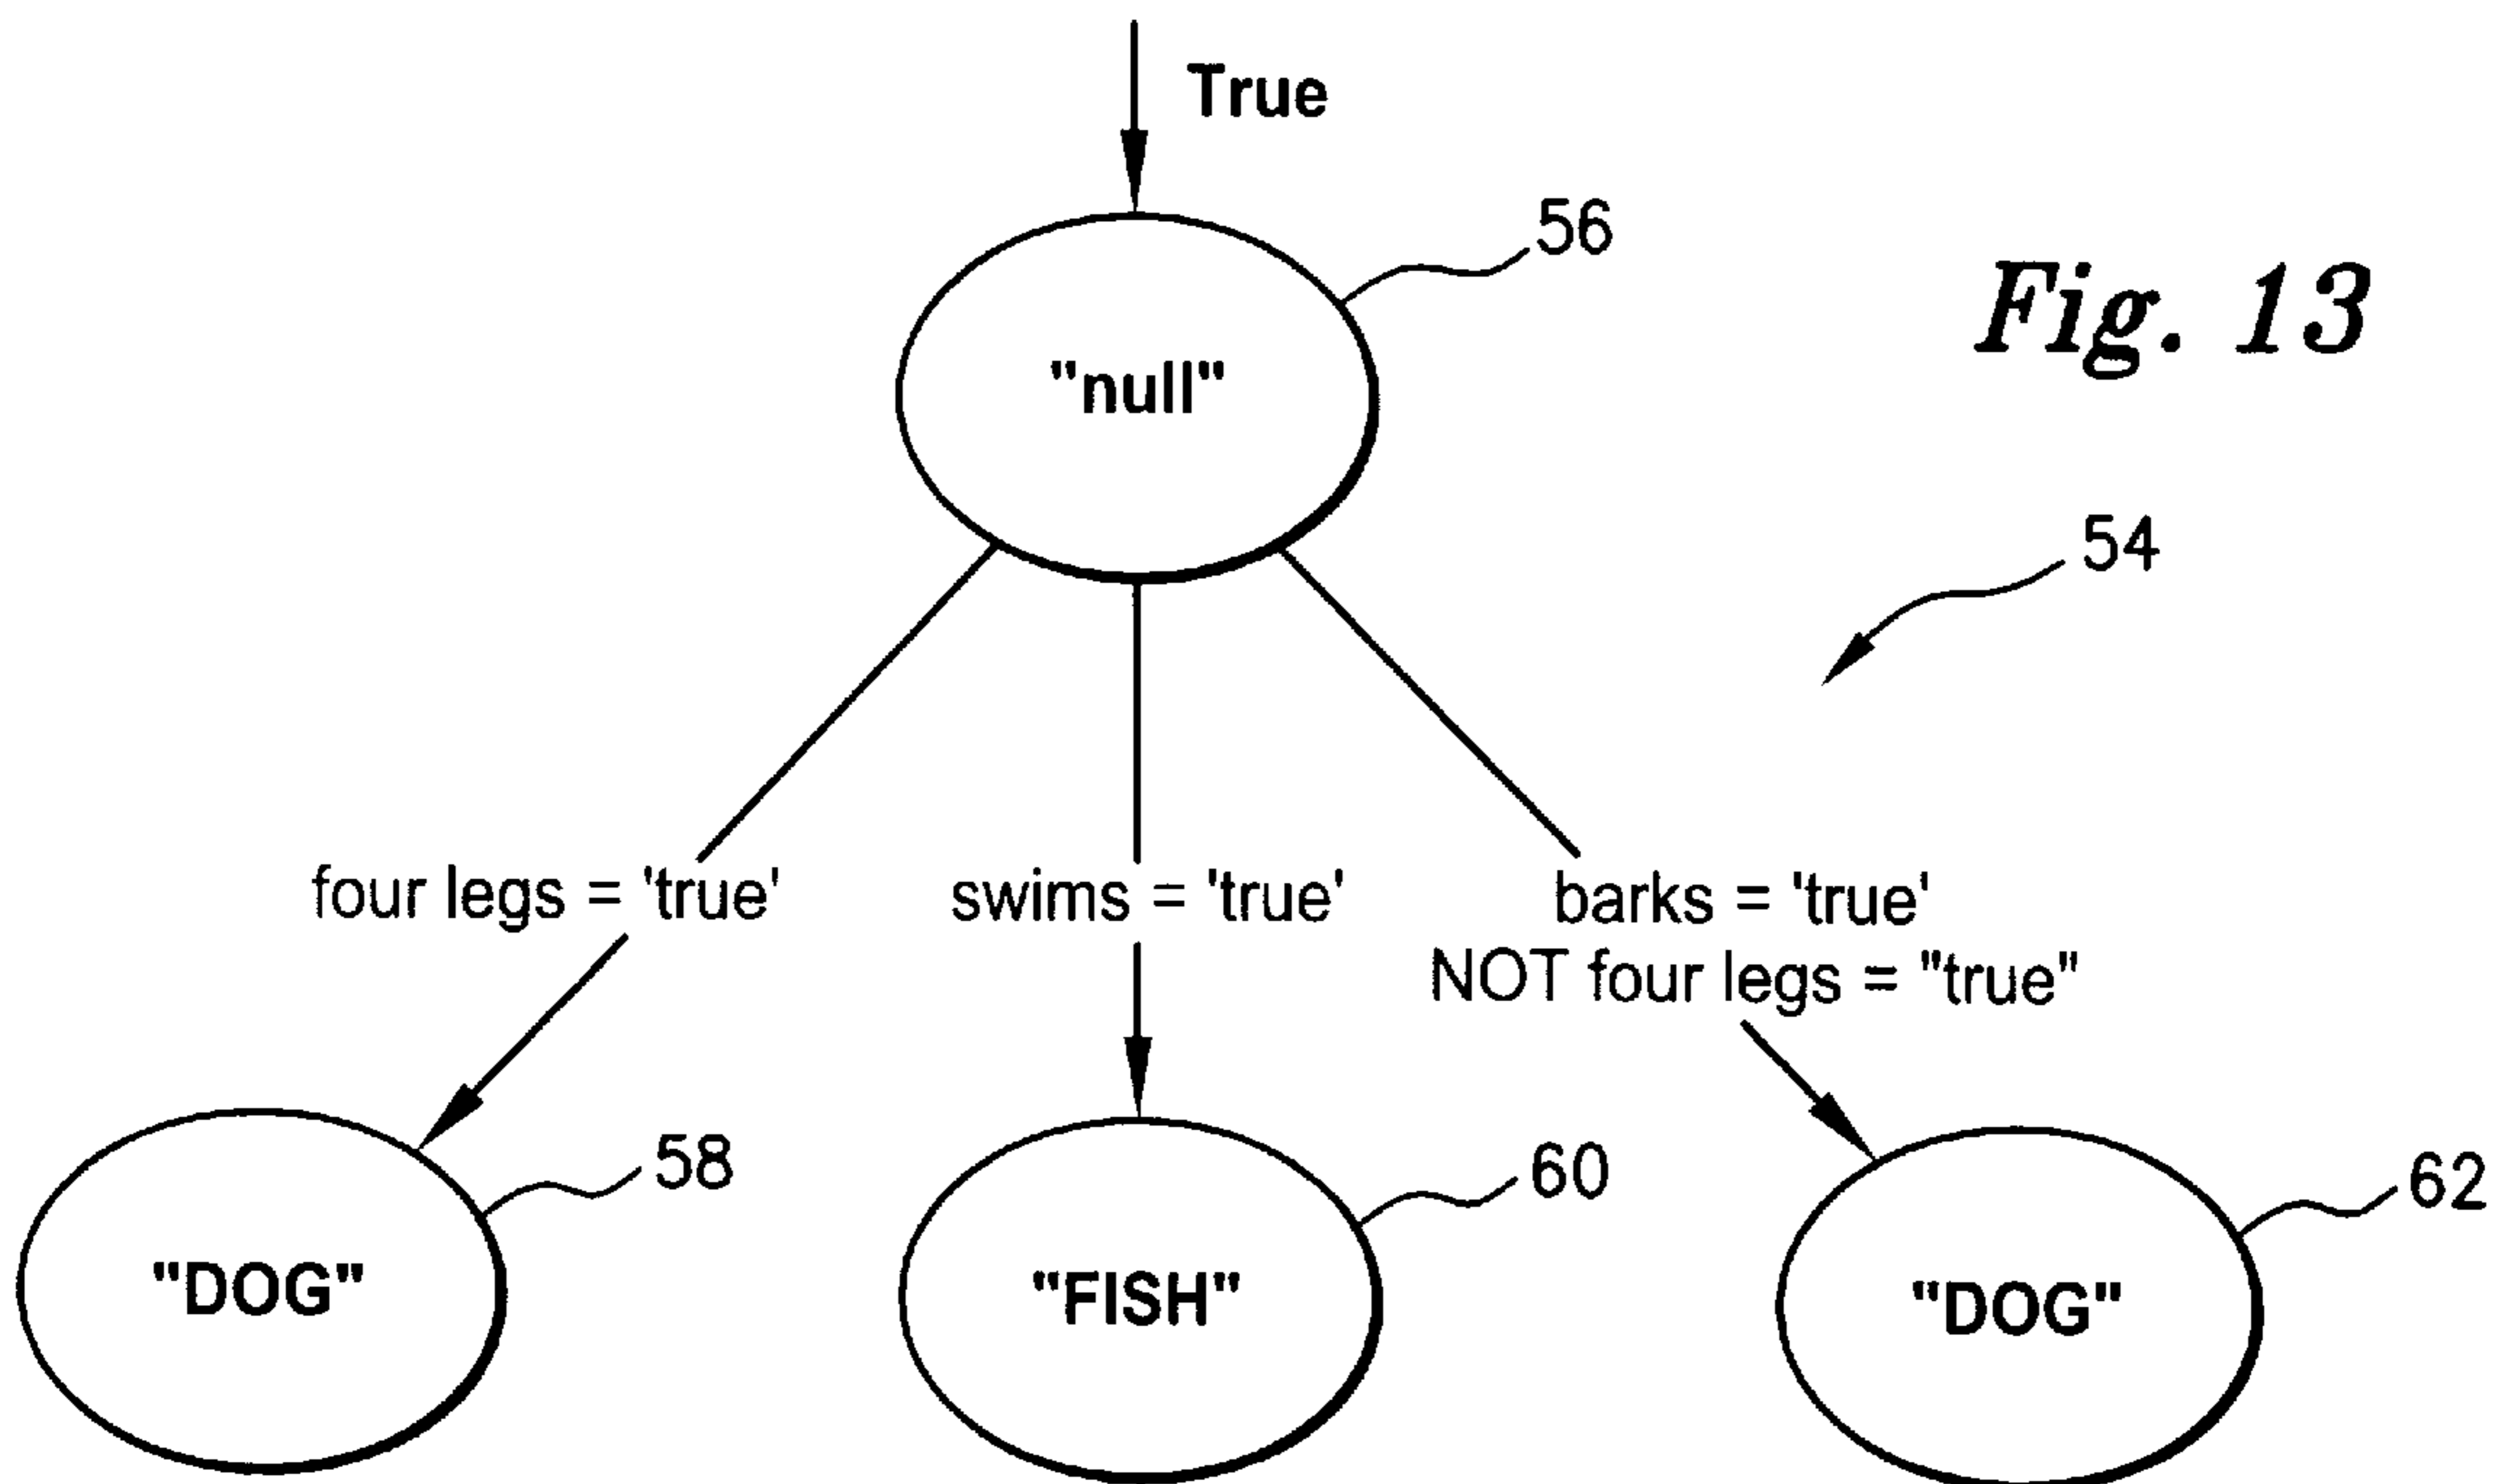 True
56
Fig. 13
"null"
54
four legs = 'true'
swims = 'true'
barks = 'true'
NOT four legs = "true"
58
60
62
"DOG"
"FISH"
"DOG"